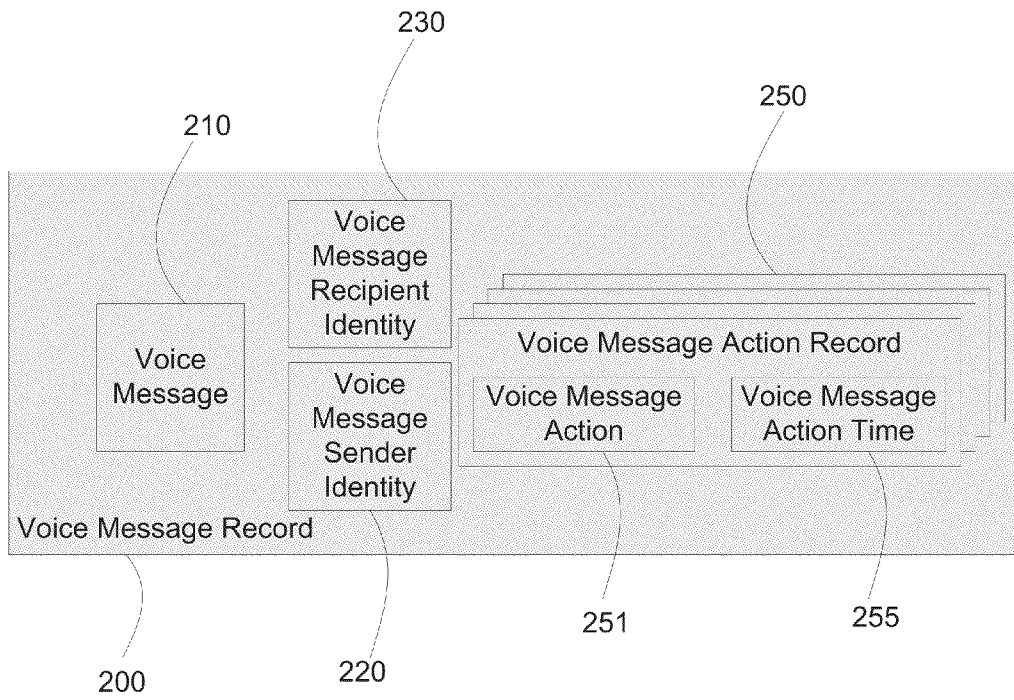 230
250
210
Voice
Message
Recipient
Identity
Voice Message Action Record
Voice
Message
Voice
Message
Sender
Identity
Voice Message
Action
Voice Message
Action Time
Voice Message Record
251
255
220
200